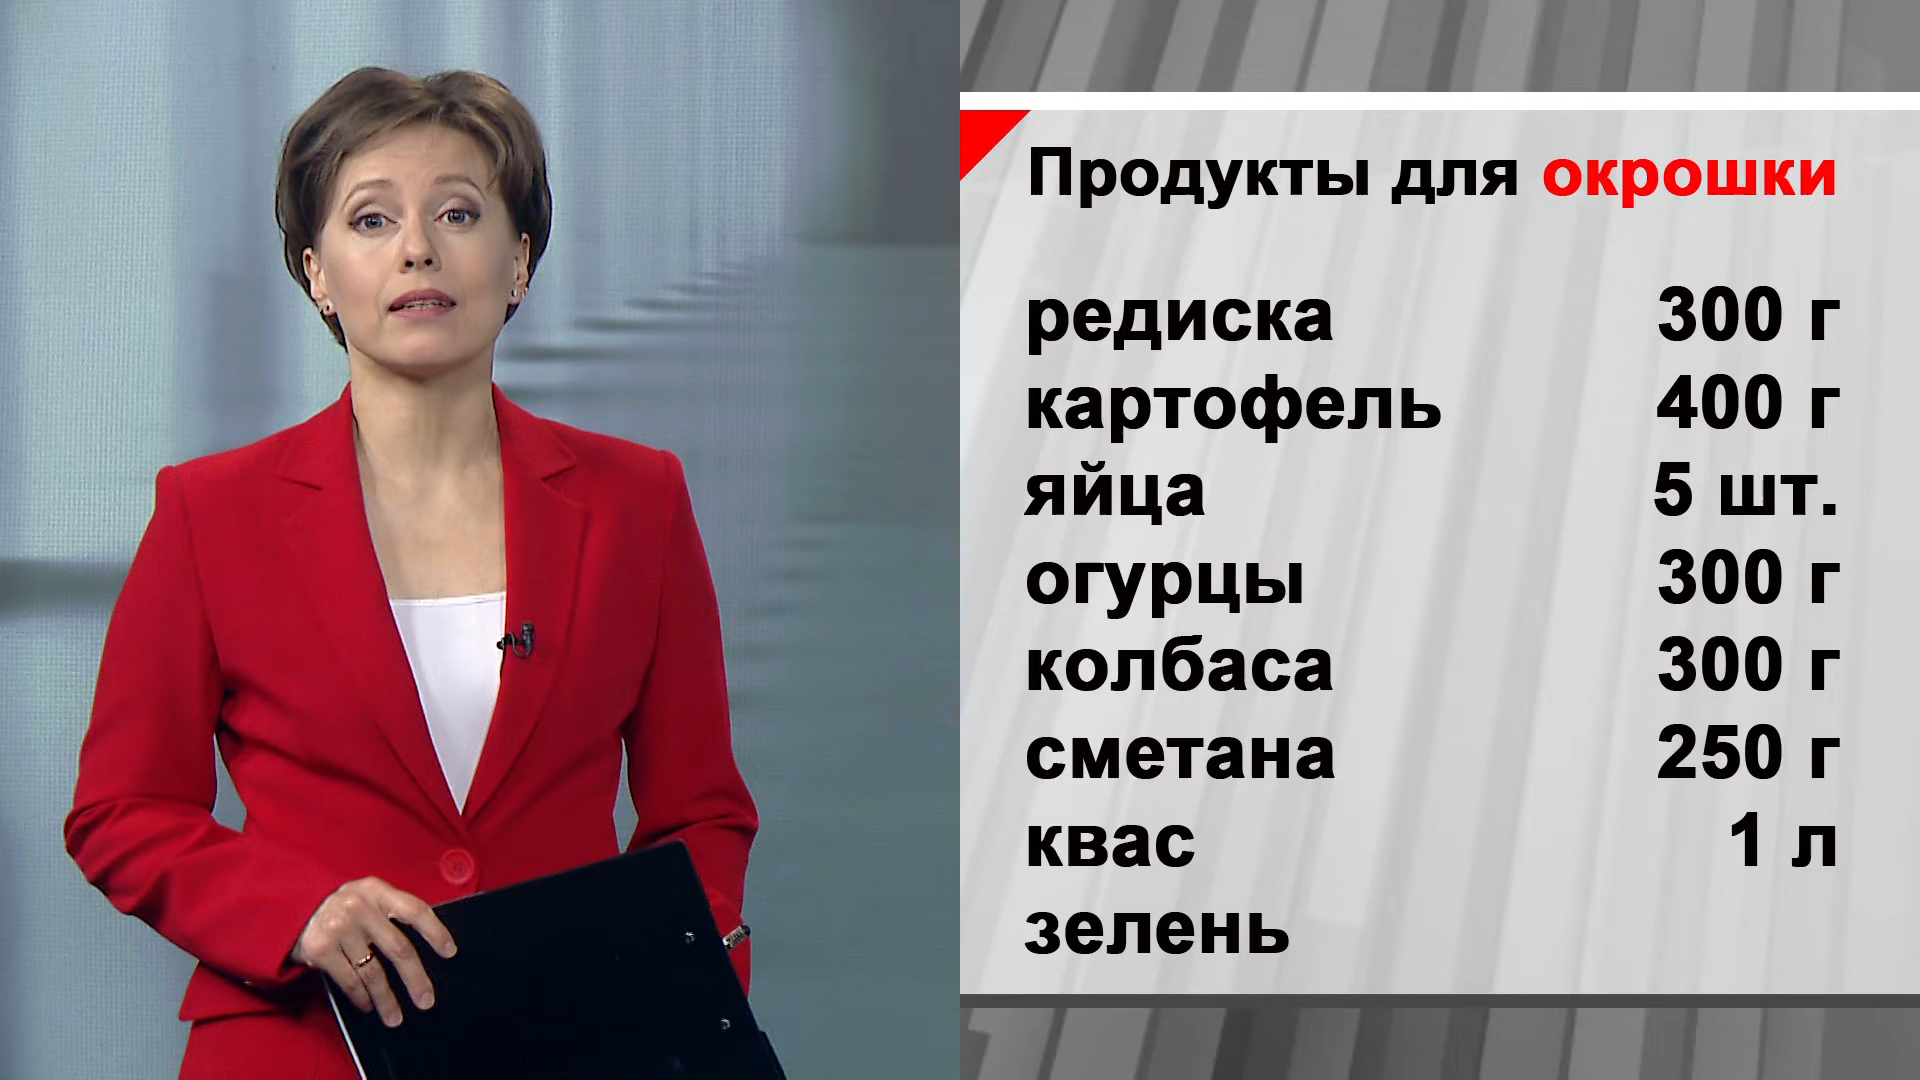 Продукты для окрошки
редиска 300 г
картофель 400 г
яйца 5 шт.
огурцы 300 г
колбаса 300 г
сметана 250 г
квас 1 л
зелень